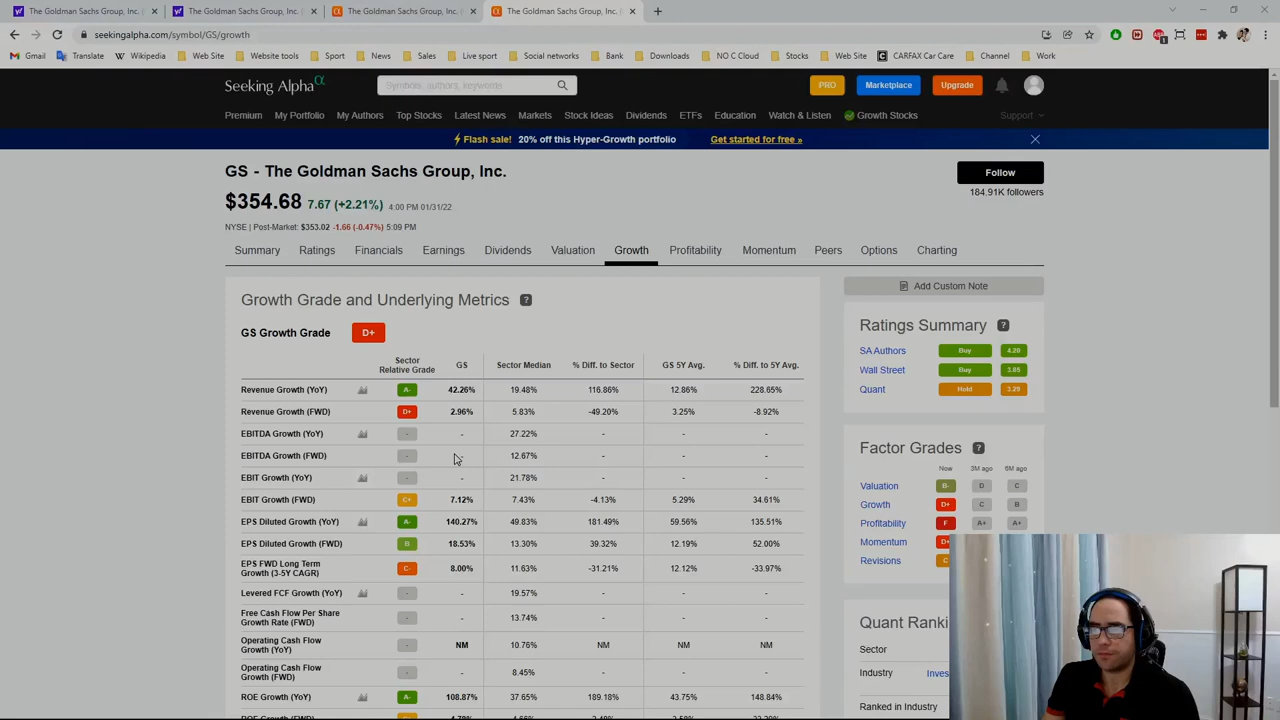 The Goldman Sachs Group, Inc. (
The Goldman Sachs Group, Inc. (
The Goldman Sachs Group, Inc. (
The Goldman Sachs Group, Inc. (
seekingalpha.com/symbol/GS/growth
Gmail Translate Wikipedia Web Site Website tools Sport News Sales Live sport Social networks Bank Downloads NO C Cloud Stocks Web Site CARFAX Car Care Channel Work
Seeking Alpha α Symbols, authors, keywords PRO Marketplace Upgrade
Premium My Portfolio My Authors Top Stocks Latest News Markets Stock Ideas Dividends ETFs Education Watch & Listen Growth Stocks Support
Flash sale! 20% off this Hyper-Growth portfolio Get started for free »
GS - The Goldman Sachs Group, Inc. Follow
$354.68 7.67 (+2.21%) 4:00 PM 01/31/22 184.91K followers
NYSE | Post-Market: $353.02 -1.66 (-0.47%) 5:09 PM
Summary Ratings Financials Earnings Dividends Valuation Growth Profitability Momentum Peers Options Charting
Growth Grade and Underlying Metrics ?
GS Growth Grade D+
Sector Relative Grade GS Sector Median % Diff. to Sector GS 5Y Avg. % Diff. to 5Y Avg.
Revenue Growth (YoY) A- 42.26% 19.48% 116.86% 12.86% 228.65%
Revenue Growth (FWD) D+ 2.96% 5.83% -49.20% 3.25% -8.92%
EBITDA Growth (YoY) - - 27.22% - - -
EBITDA Growth (FWD) - - 12.67% - - -
EBIT Growth (YoY) - - 21.78% - - -
EBIT Growth (FWD) C+ 7.12% 7.43% -4.13% 5.29% 34.61%
EPS Diluted Growth (YoY) A- 140.27% 49.83% 181.49% 59.56% 135.51%
EPS Diluted Growth (FWD) B 18.53% 13.30% 39.32% 12.19% 52.00%
EPS FWD Long Term
Growth (3-5Y CAGR) C- 8.00% 11.63% -31.21% 12.12% -33.97%
Levered FCF Growth (YoY) - - 19.57% - - -
Free Cash Flow Per Share
Growth Rate (FWD) - - 13.74% - - -
Operating Cash Flow
Growth (YoY) - NM 10.76% NM NM NM
Operating Cash Flow
Growth (FWD) - - 8.45% - - -
ROE Growth (YoY) A- 108.87% 37.65% 189.18% 43.75% 148.84%
Add Custom Note
Ratings Summary ?
SA Authors Buy 4.20
Wall Street Buy 3.85
Quant Hold 3.25
Factor Grades ?
Now 3M ago 6M ago
Valuation B- D C
Growth D+ C B
Profitability F A+ A+
Momentum D+
Revisions C
Quant Ranki
Sector
Industry Inves
Ranked in Industry